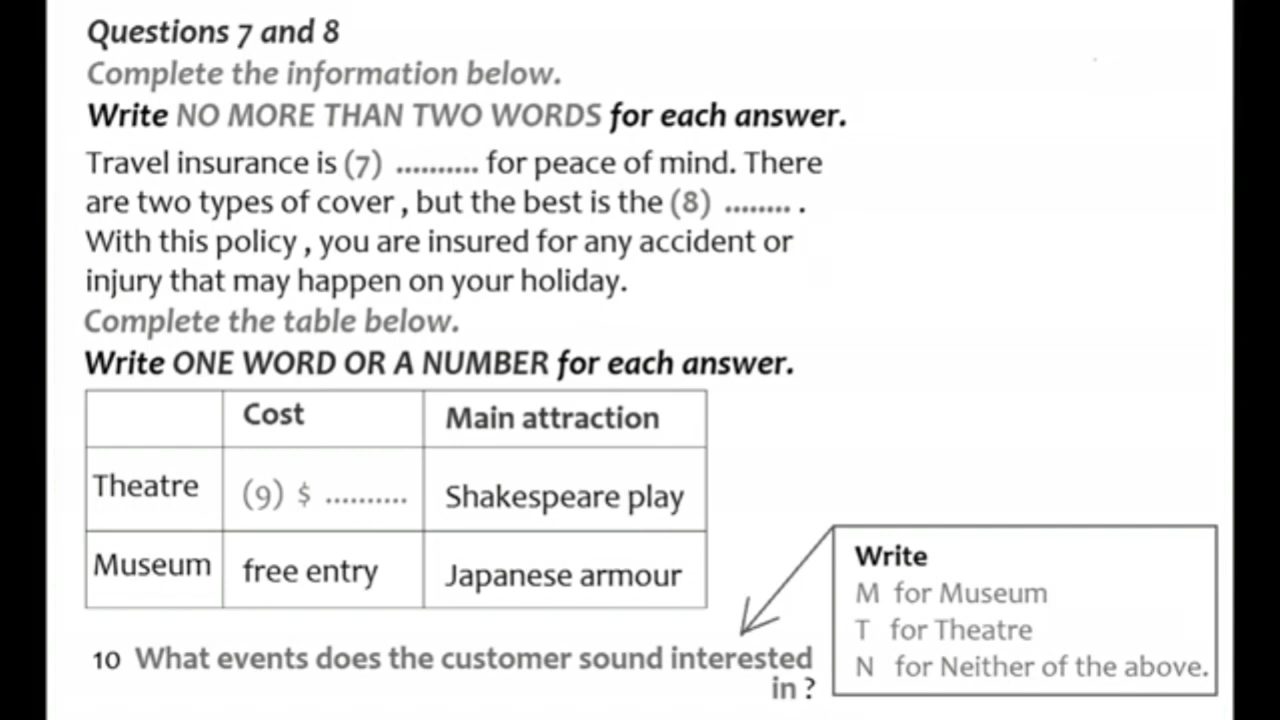 Questions 7 and 8
Complete the information below.
Write NO MORE THAN TWO WORDS for each answer.
Travel insurance is (7) .......... for peace of mind. There
are two types of cover , but the best is the (8) ........ .
With this policy , you are insured for any accident or
injury that may happen on your holiday.
Complete the table below.
Write ONE WORD OR A NUMBER for each answer.
Cost Main attraction
Theatre (9) $ .......... Shakespeare play
Museum free entry Japanese armour
10 What events does the customer sound interested
in ?
Write
M for Museum
T for Theatre
N for Neither of the above.